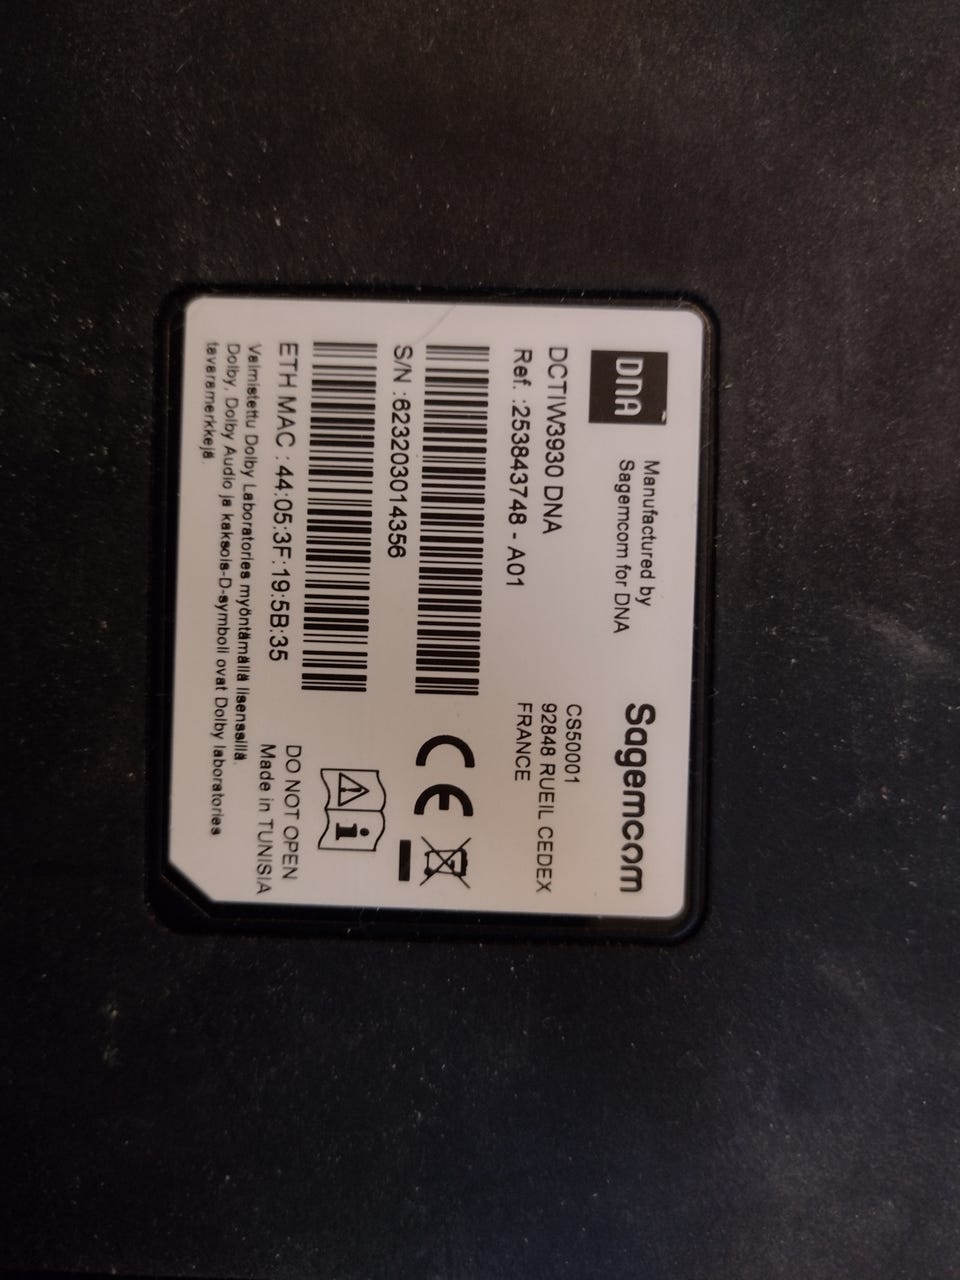 DNA
Manufactured by
Sagemcom for DNA
Sagemcom
CS50001
92848 RUEIL CEDEX
FRANCE
DCTIW3930 DNA
Ref. :253843748 - A01
S/N :623203014356
CE
ETH MAC : 44:05:3F:19:5B:35
DO NOT OPEN
Made in TUNISIA
Valmistettu Dolby Laboratories myöntämällä lisenssillä.
Dolby, Dolby Audio ja kaksois-D-symboli ovat Dolby laboratories
tavaramerkkejä.